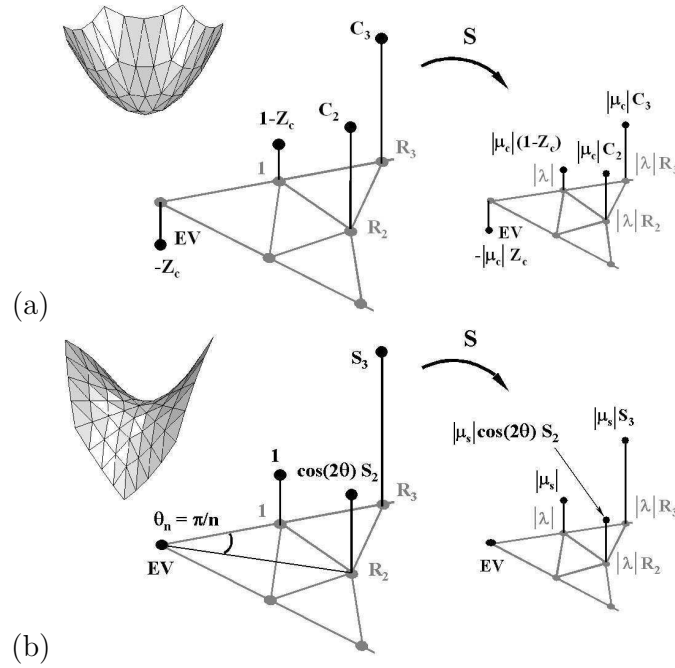 C₃
S
C₂
1-Z_c
R₃
1
R₂
EV
-Z_c
|μ_c| C₃
|μ_c|(1-Z_c)
|μ_c| C₂
|λ|
|λ| R₃
|λ| R₂
EV
-|μ_c| Z_c
(a)
S₃
S
|μ_s| S₃
|μ_s|cos(2θ) S₂
1
cos(2θ) S₂
|μ_s|
R₃
1
θ_n = π/n
|λ|
|λ| R₃
EV
R₂
EV
|λ| R₂
(b)